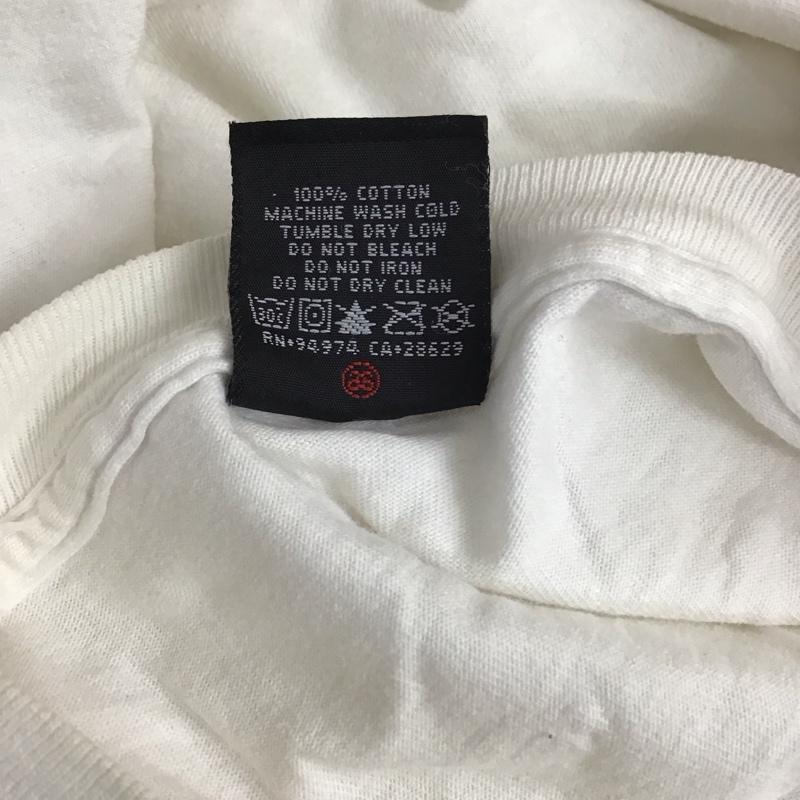 100% COTTON
MACHINE WASH COLD
TUMBLE DRY LOW
DO NOT BLEACH
DO NOT IRON
DO NOT DRY CLEAN
30c
RN*94974 CA*28629